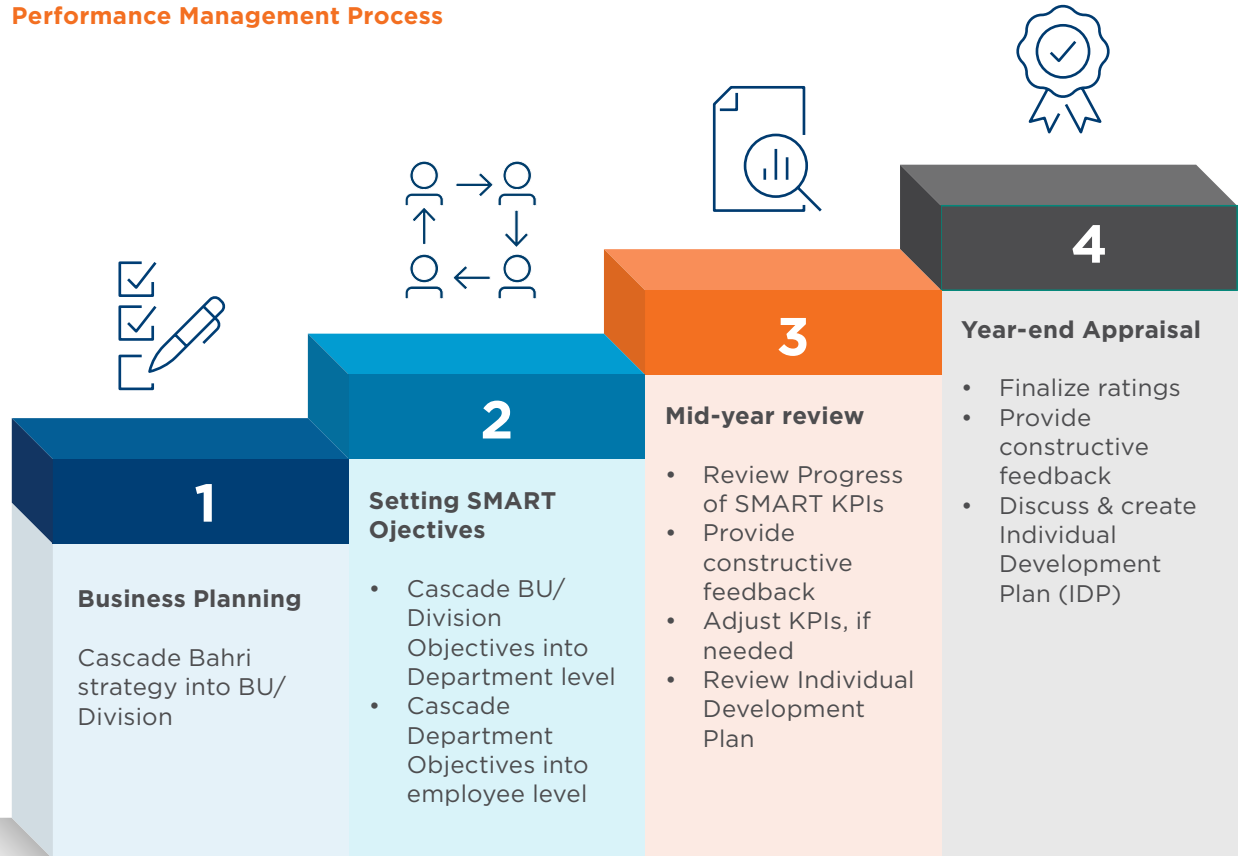 Performance Management Process
1
Business Planning
Cascade Bahri
strategy into BU/
Division
2
Setting SMART
Ojectives
• Cascade BU/
Division
Objectives into
Department level
• Cascade
Department
Objectives into
employee level
3
Mid-year review
• Review Progress
of SMART KPIs
• Provide
constructive
feedback
• Adjust KPIs, if
needed
• Review Individual
Development
Plan
4
Year-end Appraisal
• Finalize ratings
• Provide
constructive
feedback
• Discuss & create
Individual
Development
Plan (IDP)